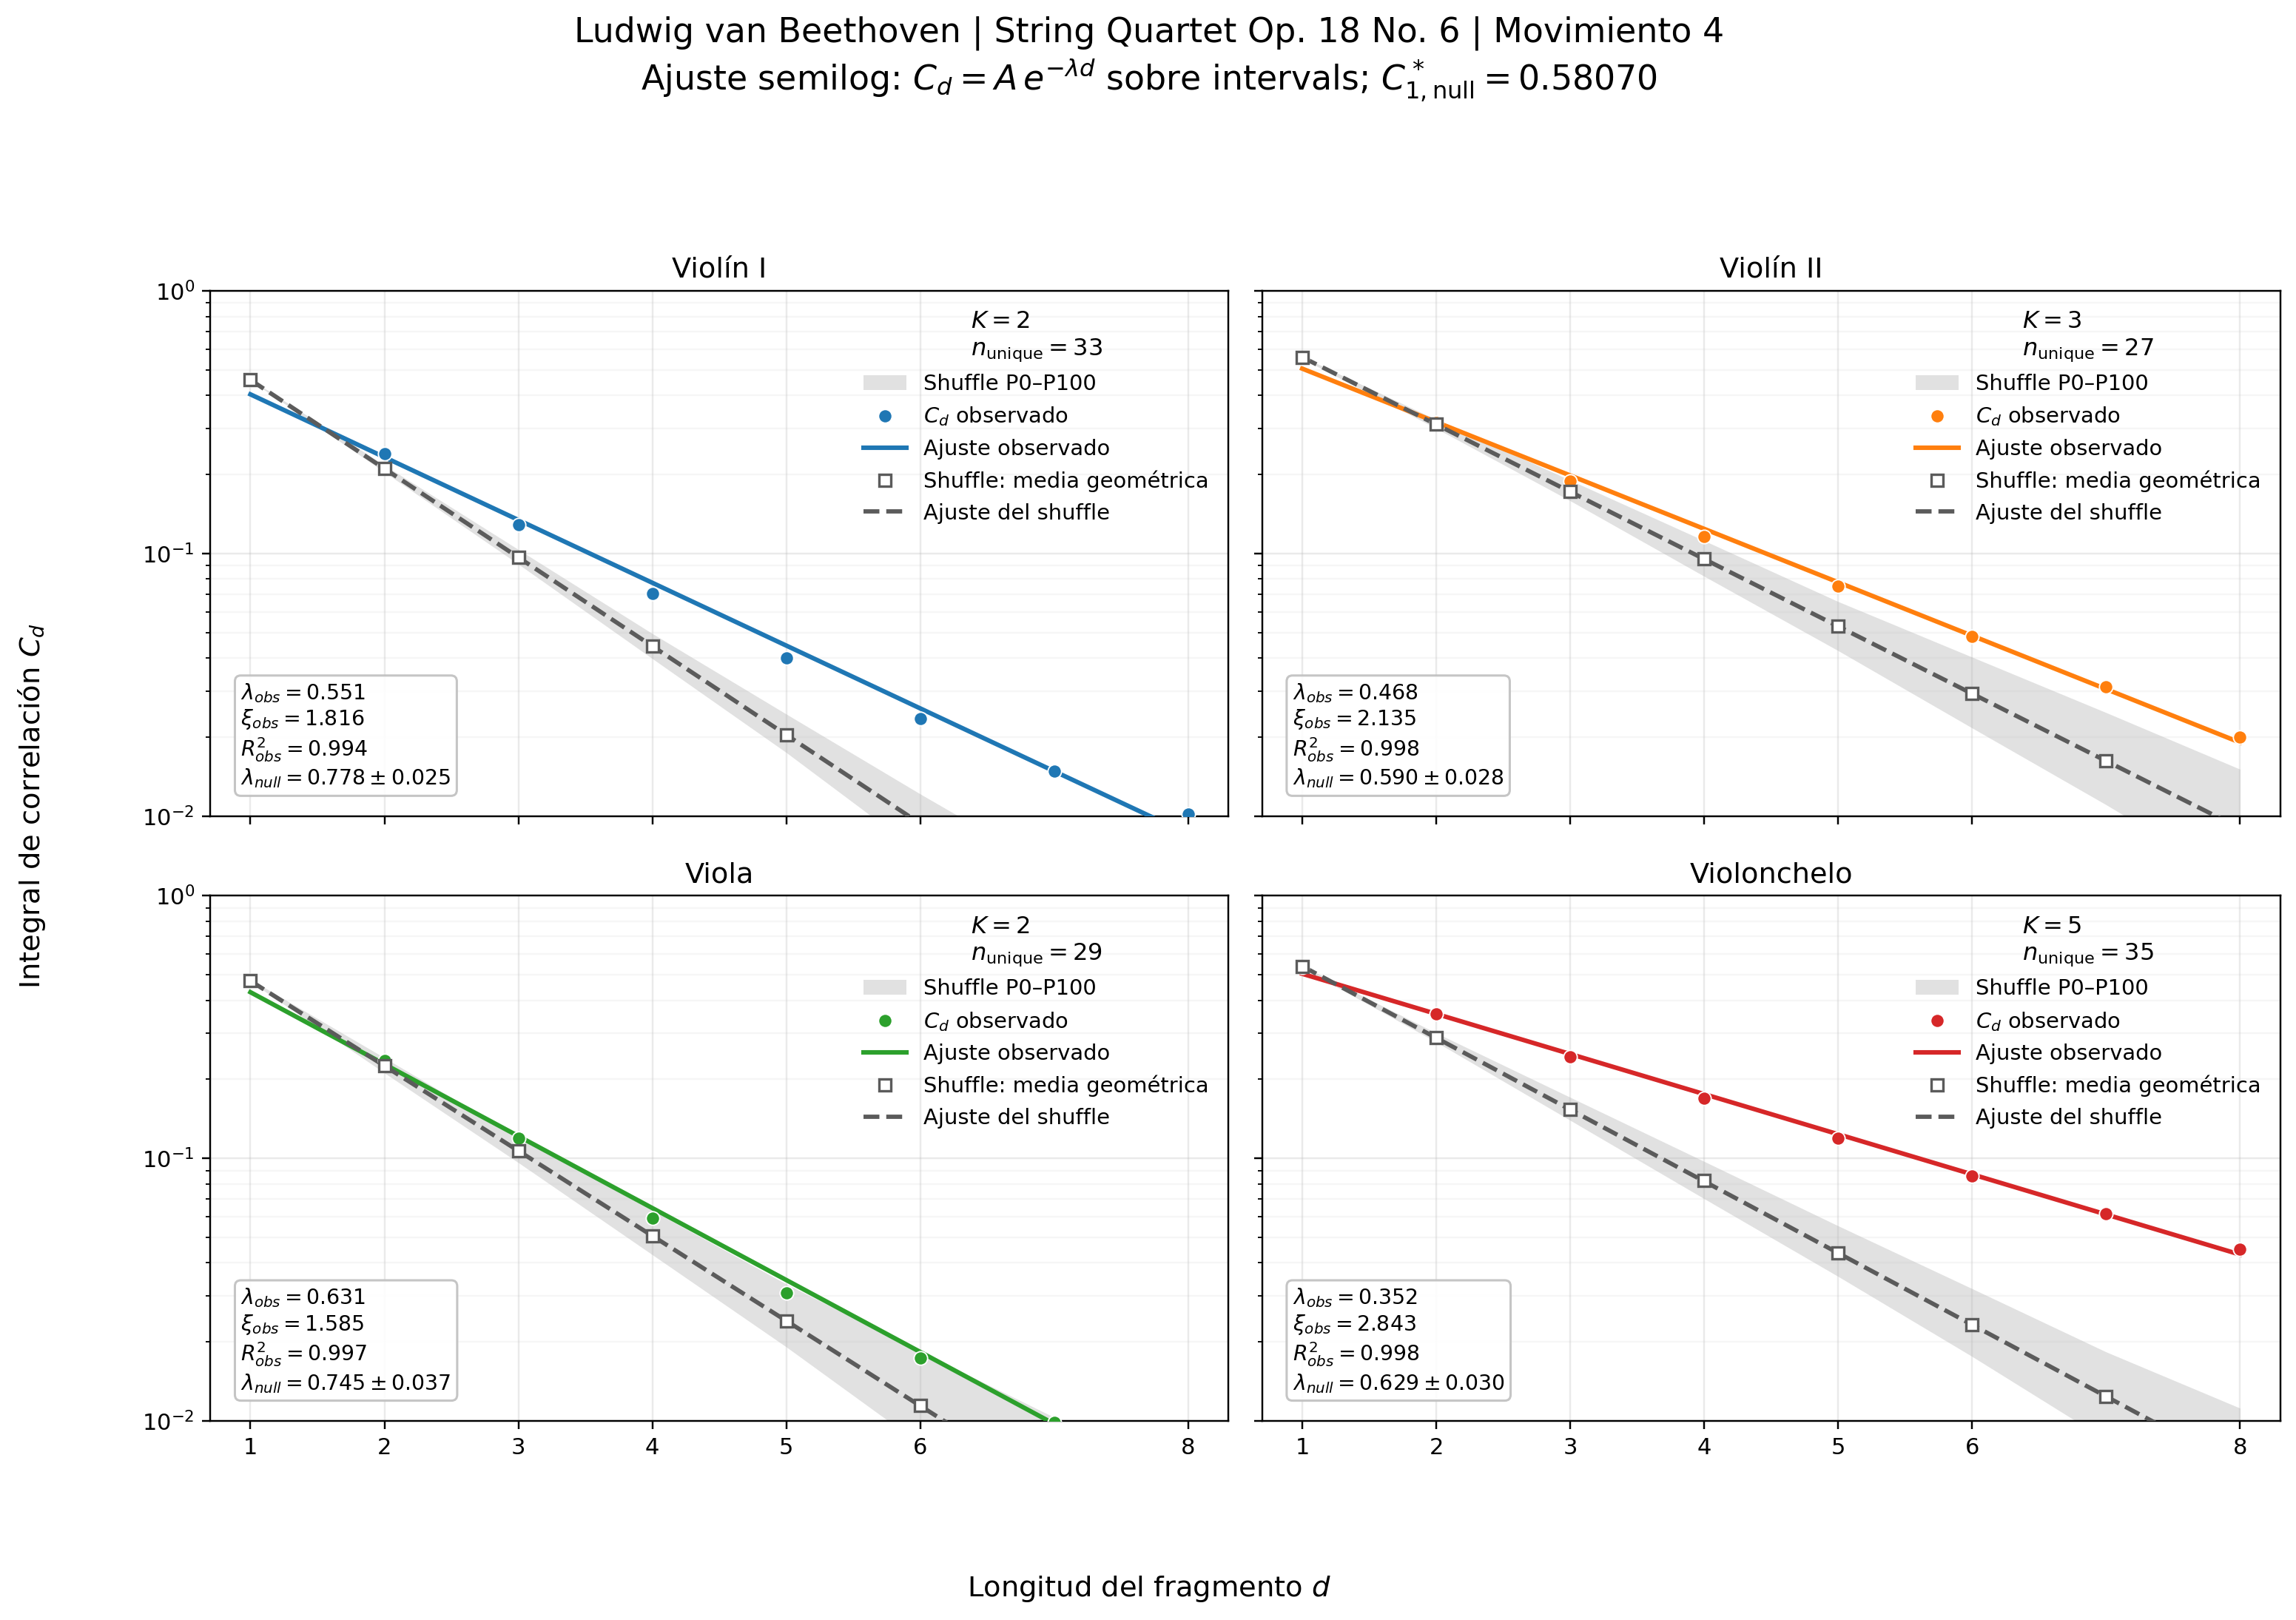 Ludwig van Beethoven | String Quartet Op. 18 No. 6 | Movimiento 4
Ajuste semilog: C_d = A e^{−λd} sobre intervals; C^*_{1, null} = 0.58070
Integral de correlación C_d
Violín I
10^0
10^{−1}
10^{−2}
K = 2
n_unique = 33
Shuffle P0–P100
C_d observado
Ajuste observado
Shuffle: media geométrica
Ajuste del shuffle
λ_obs = 0.551
ξ_obs = 1.816
R^2_obs = 0.994
λ_null = 0.778 ± 0.025
Violín II
K = 3
n_unique = 27
Shuffle P0–P100
C_d observado
Ajuste observado
Shuffle: media geométrica
Ajuste del shuffle
λ_obs = 0.468
ξ_obs = 2.135
R^2_obs = 0.998
λ_null = 0.590 ± 0.028
Viola
10^0
10^{−1}
10^{−2}
K = 2
n_unique = 29
Shuffle P0–P100
C_d observado
Ajuste observado
Shuffle: media geométrica
Ajuste del shuffle
λ_obs = 0.631
ξ_obs = 1.585
R^2_obs = 0.997
λ_null = 0.745 ± 0.037
1 2 3 4 5 6 8
Violonchelo
K = 5
n_unique = 35
Shuffle P0–P100
C_d observado
Ajuste observado
Shuffle: media geométrica
Ajuste del shuffle
λ_obs = 0.352
ξ_obs = 2.843
R^2_obs = 0.998
λ_null = 0.629 ± 0.030
1 2 3 4 5 6 8
Longitud del fragmento d